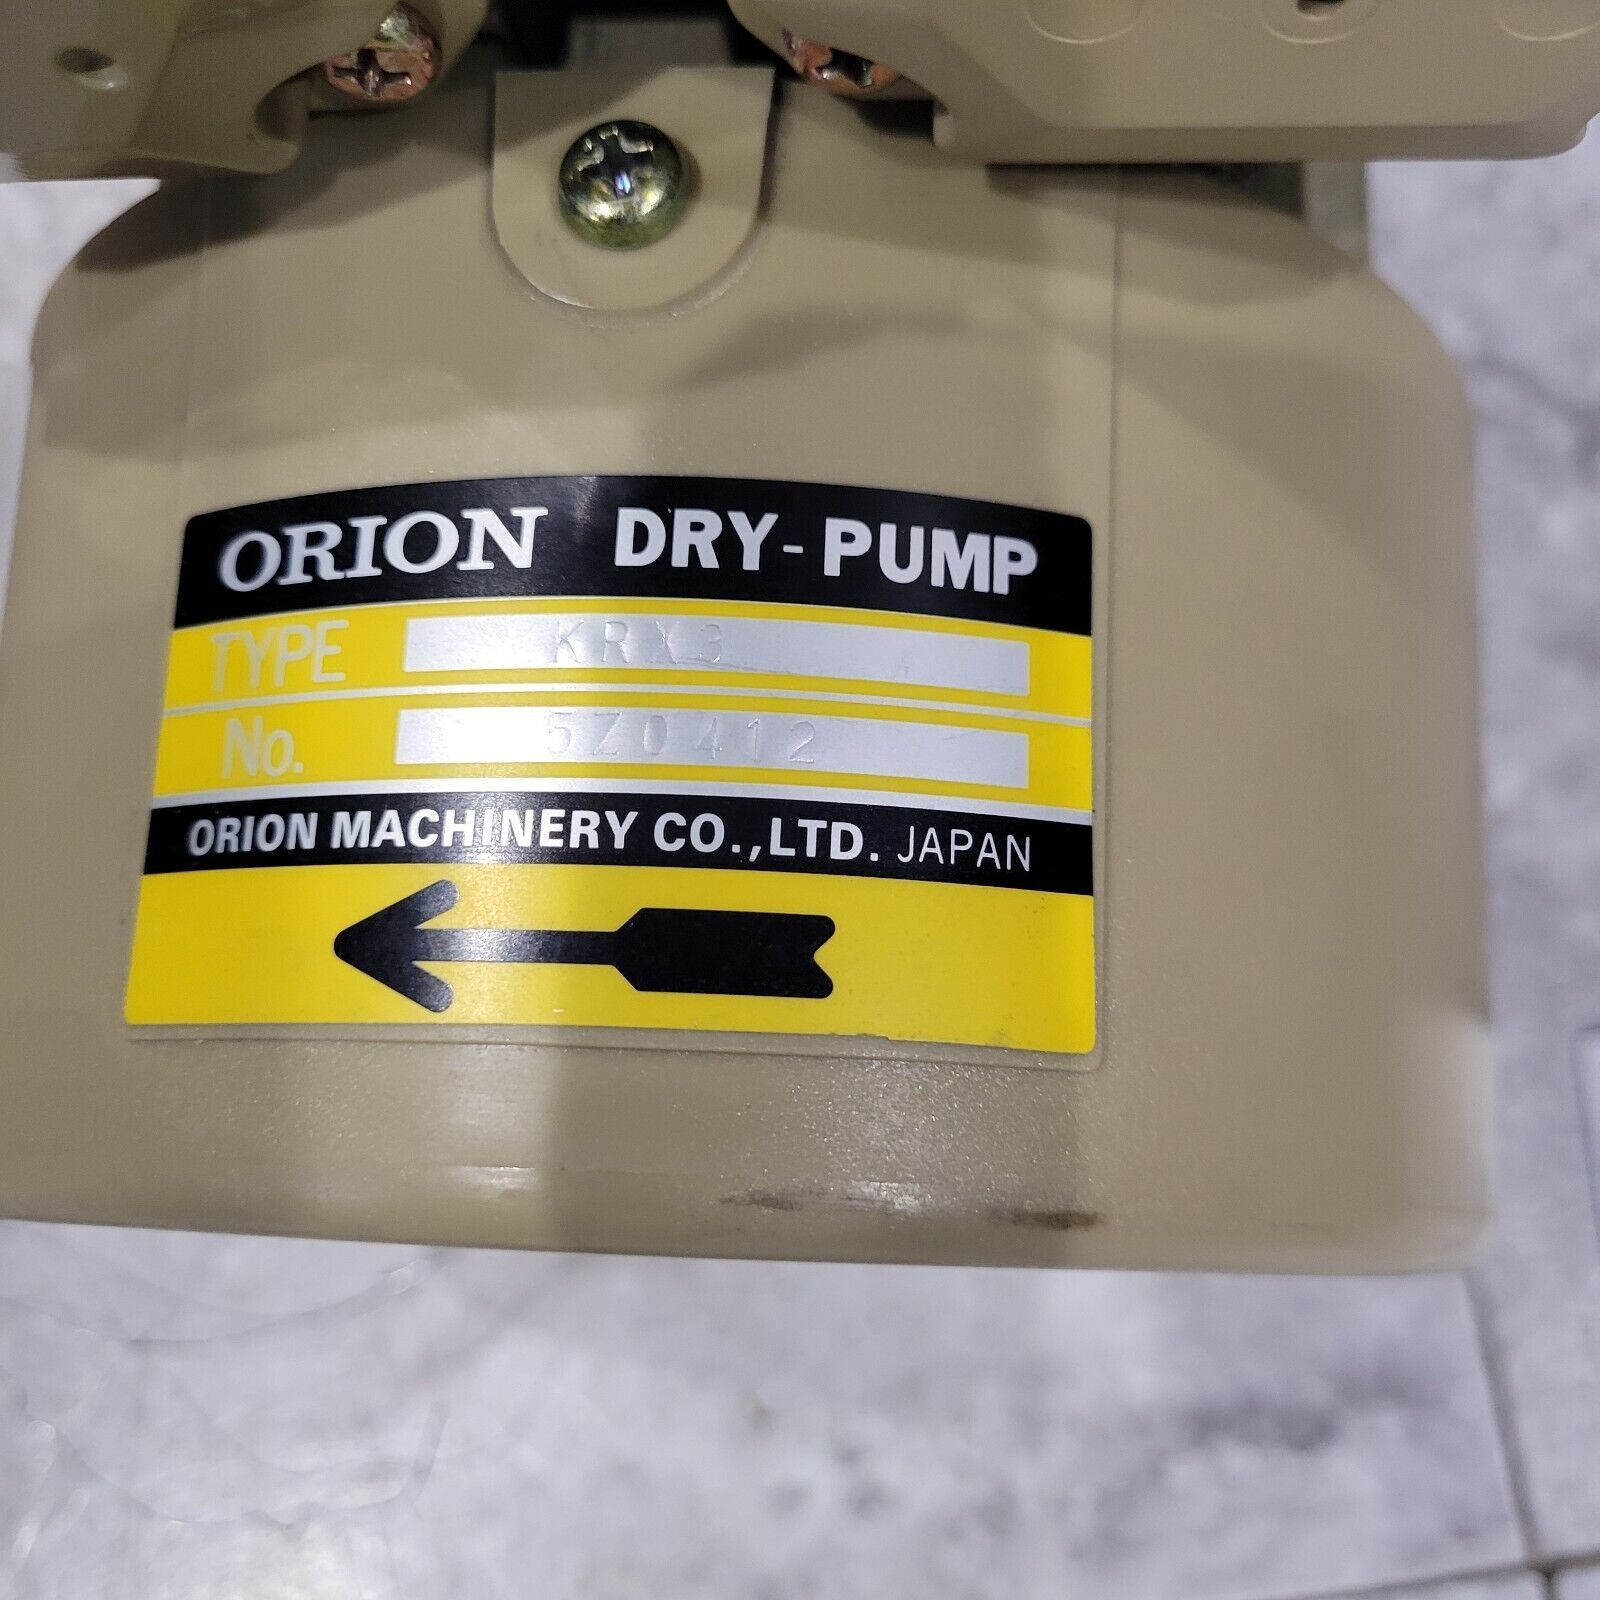 ORION DRY-PUMP
TYPE KRX3
No. 5Z0412
ORION MACHINERY CO.,LTD. JAPAN